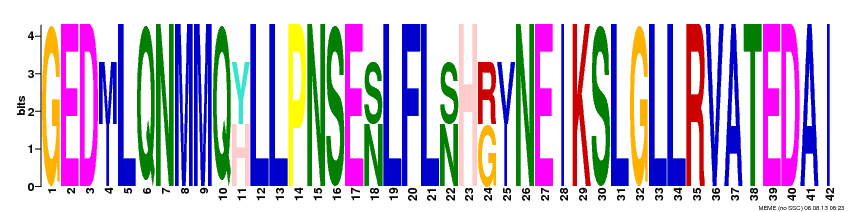 bits
4
3
2
1
0
GEDMLQNMMQYLLPNSESLFLSHRVNEIKSLGLLRVATEDAI
H N N G
1 2 3 4 5 6 7 8 9 10 11 12 13 14 15 16 17 18 19 20 21 22 23 24 25 26 27 28 29 30 31 32 33 34 35 36 37 38 39 40 41 42
MEME (no SSC) 06.08.13 06:23